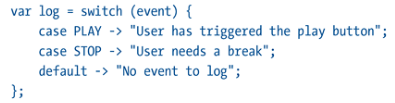 var log = switch (event) {
    case PLAY -> "User has triggered the play button";
    case STOP -> "User needs a break";
    default -> "No event to log";
};